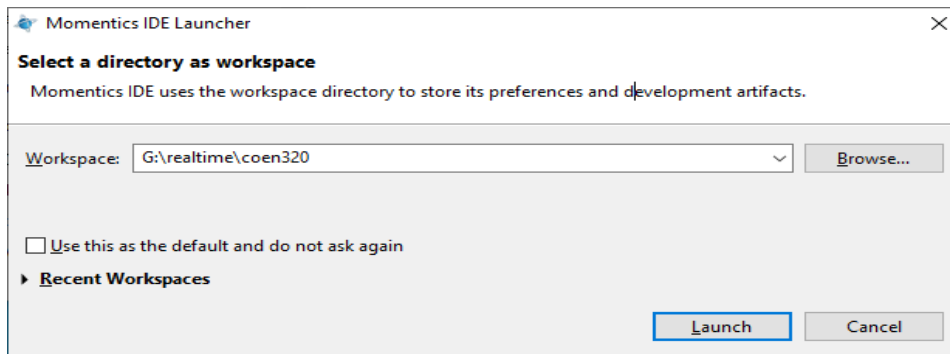 Momentics IDE Launcher
Select a directory as workspace
Momentics IDE uses the workspace directory to store its preferences and development artifacts.
Workspace: G:\realtime\coen320 Browse...
Use this as the default and do not ask again
Recent Workspaces
Launch Cancel